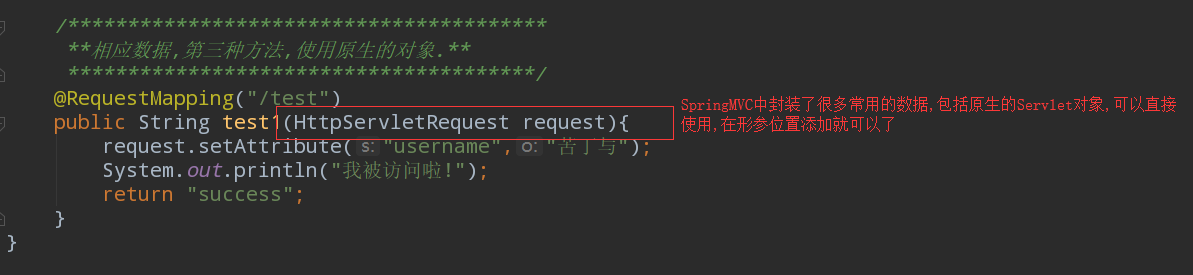 /****************************************
**相应数据,第三种方法,使用原生的对象.**
***************************************/
@RequestMapping("/test")
public String test1(HttpServletRequest request){
request.setAttribute( s: "username", o: "苦丁与");
System.out.println("我被访问啦!");
return "success";
}
}
SpringMVC中封装了很多常用的数据,包括原生的Servlet对象,可以直接
使用,在形参位置添加就可以了